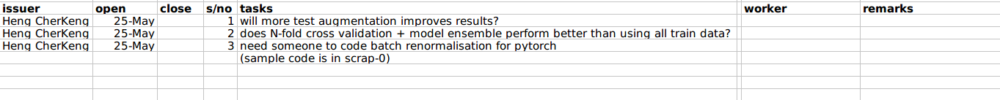 issuer open close s/no tasks worker remarks
Heng CherKeng 25-May 1 will more test augmentation improves results?
Heng CherKeng 25-May 2 does N-fold cross validation + model ensemble perform better than using all train data?
Heng CherKeng 25-May 3 need someone to code batch renormalisation for pytorch
(sample code is in scrap-0)